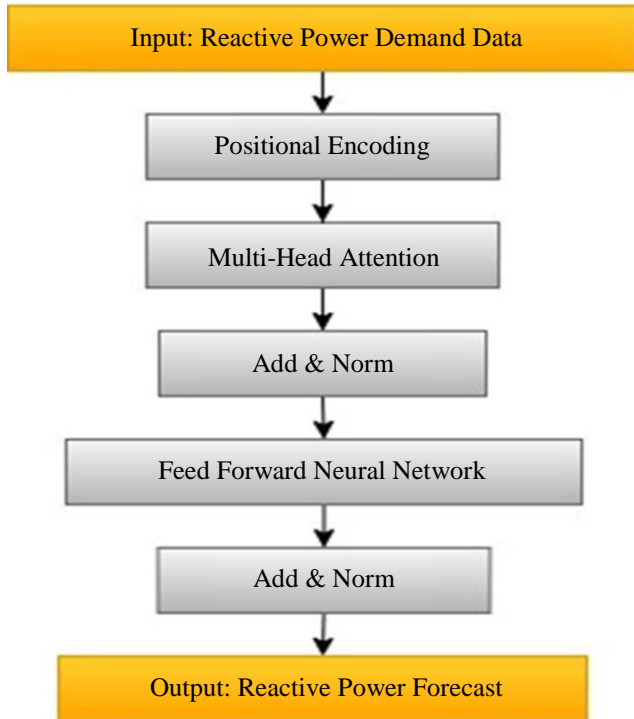 Input: Reactive Power Demand Data
Positional Encoding
Multi-Head Attention
Add & Norm
Feed Forward Neural Network
Add & Norm
Output: Reactive Power Forecast